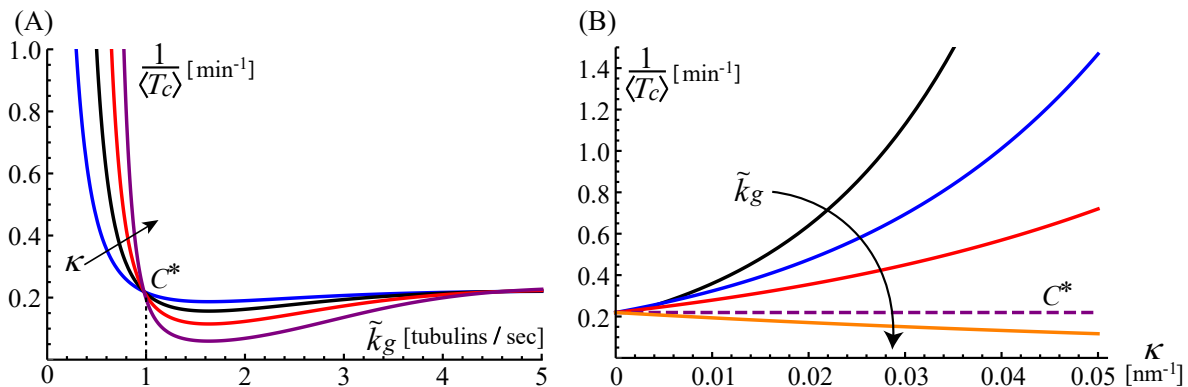 (A)
1.0
0.8
0.6
0.4
0.2
0
1
2
3
4
5
1/⟨Tc⟩ [min⁻¹]
κ
C*
k̃g [tubulins / sec]
(B)
1.4
1.2
1.0
0.8
0.6
0.4
0.2
0
0.01
0.02
0.03
0.04
0.05
1/⟨Tc⟩ [min⁻¹]
k̃g
C*
κ
[nm⁻¹]